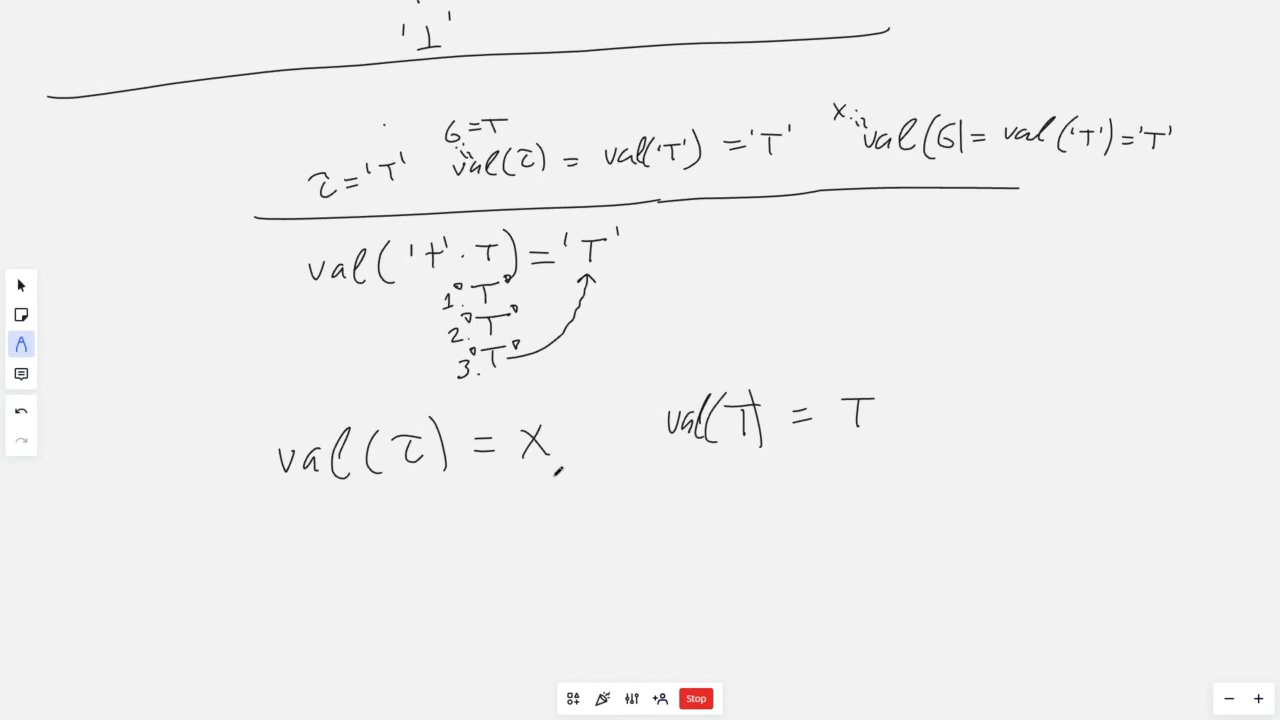 '⊥'
G = T
x
τ = 'T' val(τ) = val('T') = 'T' val(G) = val('T') = 'T'
val('+'. T) = 'T'
1. "T"
2. "T"
3. "T"
val(τ) = x val(T) = T
Stop